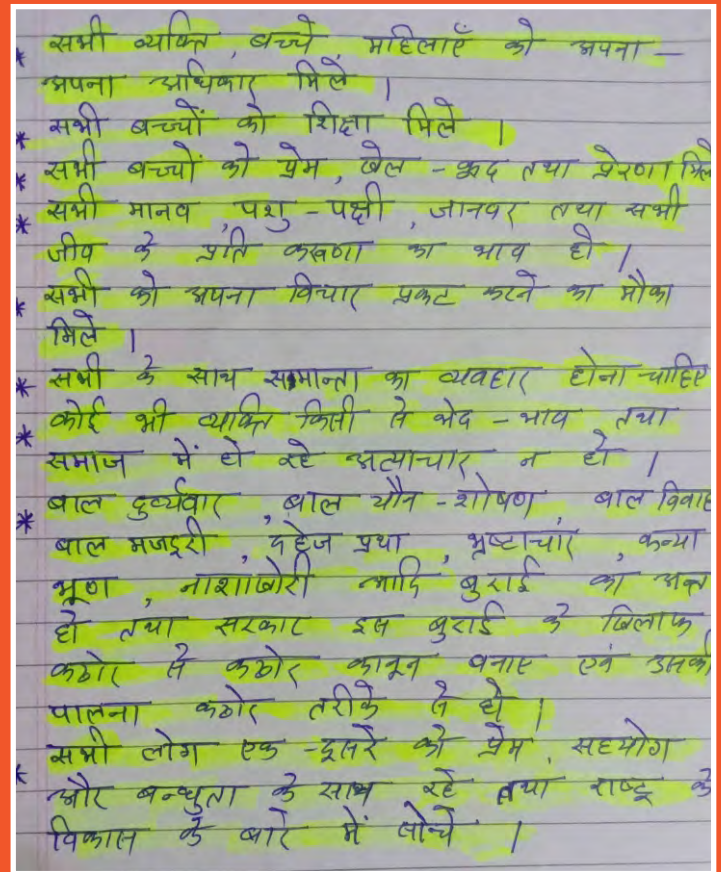 * सभी व्यक्ति, बच्चे, महिलाएँ को अपना -
अपना अधिकार मिले ।
* सभी बच्चों को शिक्षा मिले ।
* सभी बच्चों को प्रेम, खेल - कूद तथा प्रेरणा मिले
* सभी मानव, पशु - पक्षी, जानवर तथा सभी
जीव के प्रति करुणा का भाव हो ।
* सभी को अपना विचार प्रकट करने का मौका
मिले ।
* सभी के साथ समान्ता का व्यवहार होना चाहिए
* कोई भी व्यक्ति किसी से भेद - भाव तथा
समाज में हो रहे अत्याचार न हो ।
* बाल दुर्व्यवार, बाल यौन - शोषण बाल विवाह
बाल मजदूरी, दहेज प्रथा, भ्रष्टाचार, कन्या
भ्रूण, नाशाखोरी आदि बुराई का अन्त
हो तथा सरकार इस बुराई के खिलाफ
कठोर से कठोर कानून बनाए एवं उसकी
पालना कठोर तरीके से हो ।
* सभी लोग एक - दूसरे को प्रेम, सहयोग
और बन्धुता के साथ रहे तथा राष्ट्र के
विकास के बारे में सोन्चे ।